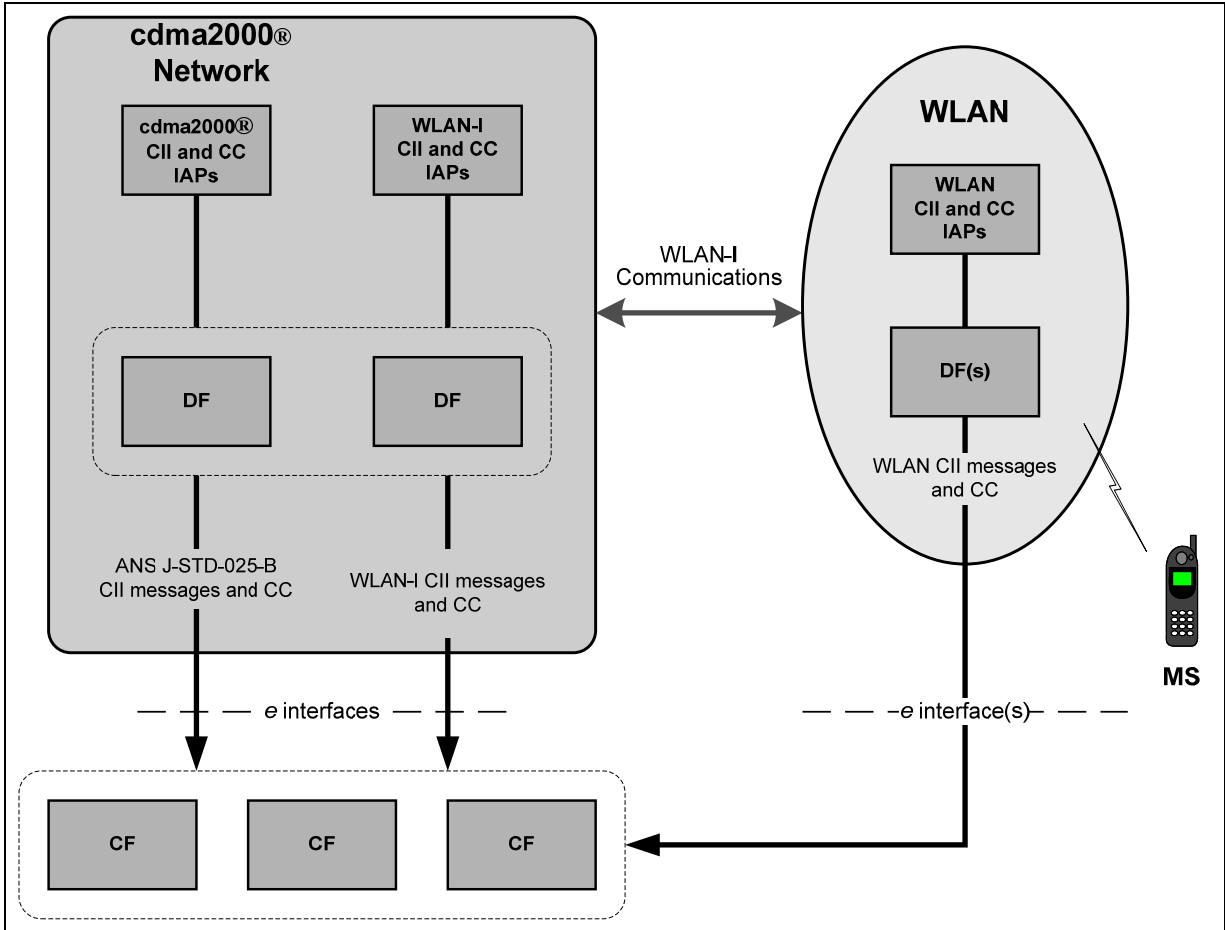 cdma2000®
Network
cdma2000®
CII and CC
IAPs
WLAN-I
CII and CC
IAPs
DF
DF
ANS J-STD-025-B
CII messages and CC
WLAN-I CII messages
and CC
WLAN-I
Communications
WLAN
WLAN
CII and CC
IAPs
DF(s)
WLAN CII messages
and CC
MS
e interfaces
e interface(s)
CF
CF
CF